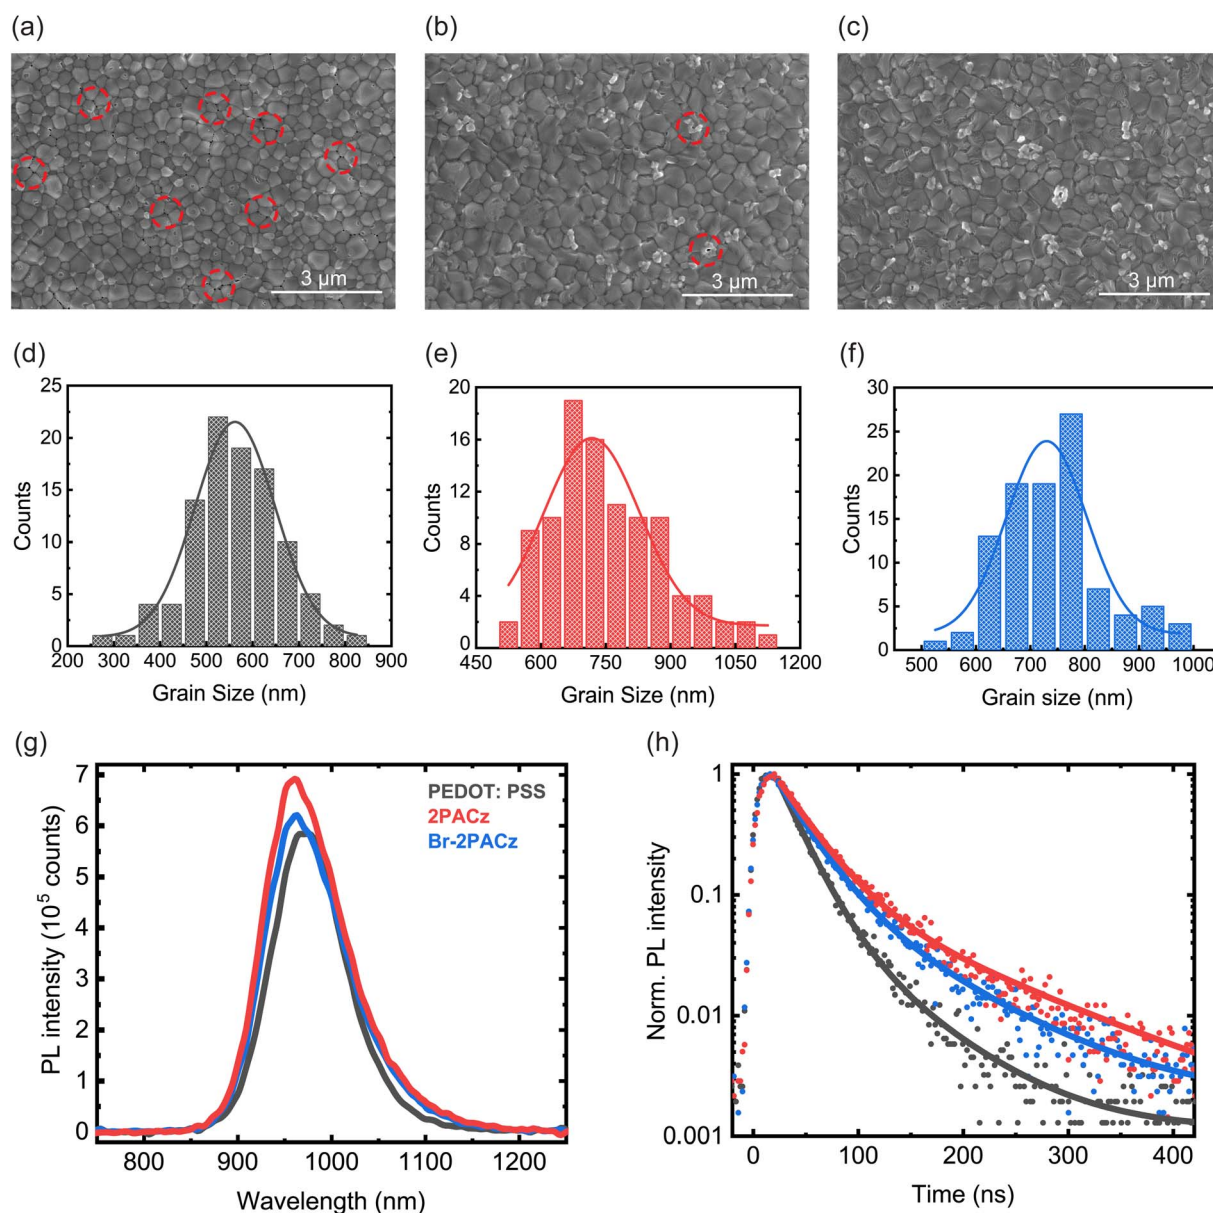 (a)
(b)
(c)
3 µm
3 µm
3 µm
(d)
(e)
(f)
25
20
15
10
5
0
Counts
200 300 400 500 600 700 800 900
Grain Size (nm)
20
16
12
8
4
0
Counts
450 600 750 900 1050 1200
Grain Size (nm)
30
25
20
15
10
5
0
Counts
500 600 700 800 900 1000
Grain size (nm)
(g)
(h)
7
6
5
4
3
2
1
0
PL intensity (10⁵ counts)
PEDOT: PSS
2PACz
Br-2PACz
800 900 1000 1100 1200
Wavelength (nm)
1
0.1
0.01
0.001
Norm. PL intensity
0 100 200 300 400
Time (ns)